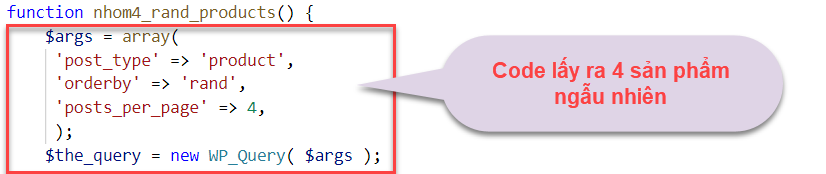 function nhom4_rand_products() {
$args = array(
'post_type' => 'product',
'orderby' => 'rand',
'posts_per_page' => 4,
);
$the_query = new WP_Query( $args );
Code lấy ra 4 sản phẩm
ngẫu nhiên